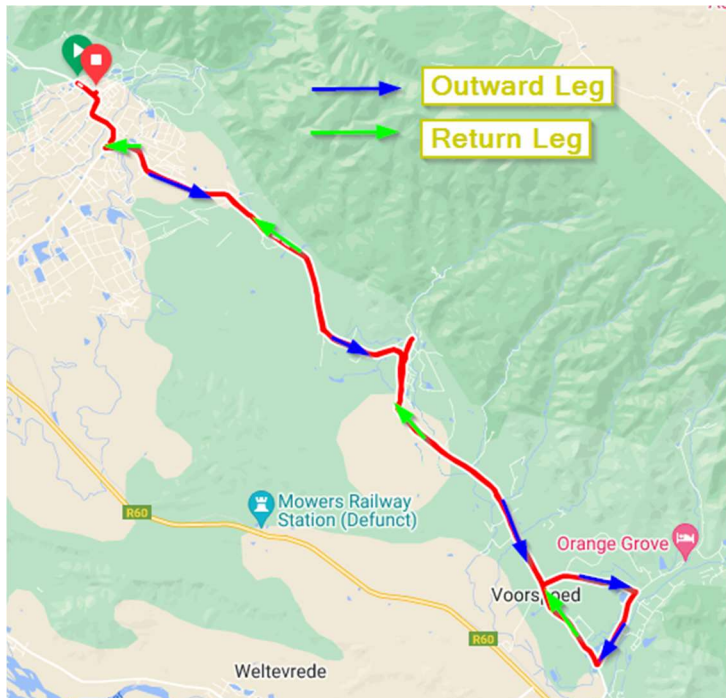 Outward Leg
Return Leg
R60
Mowers Railway
Station (Defunct)
Orange Grove
Voorspoed
R60
Weltevrede